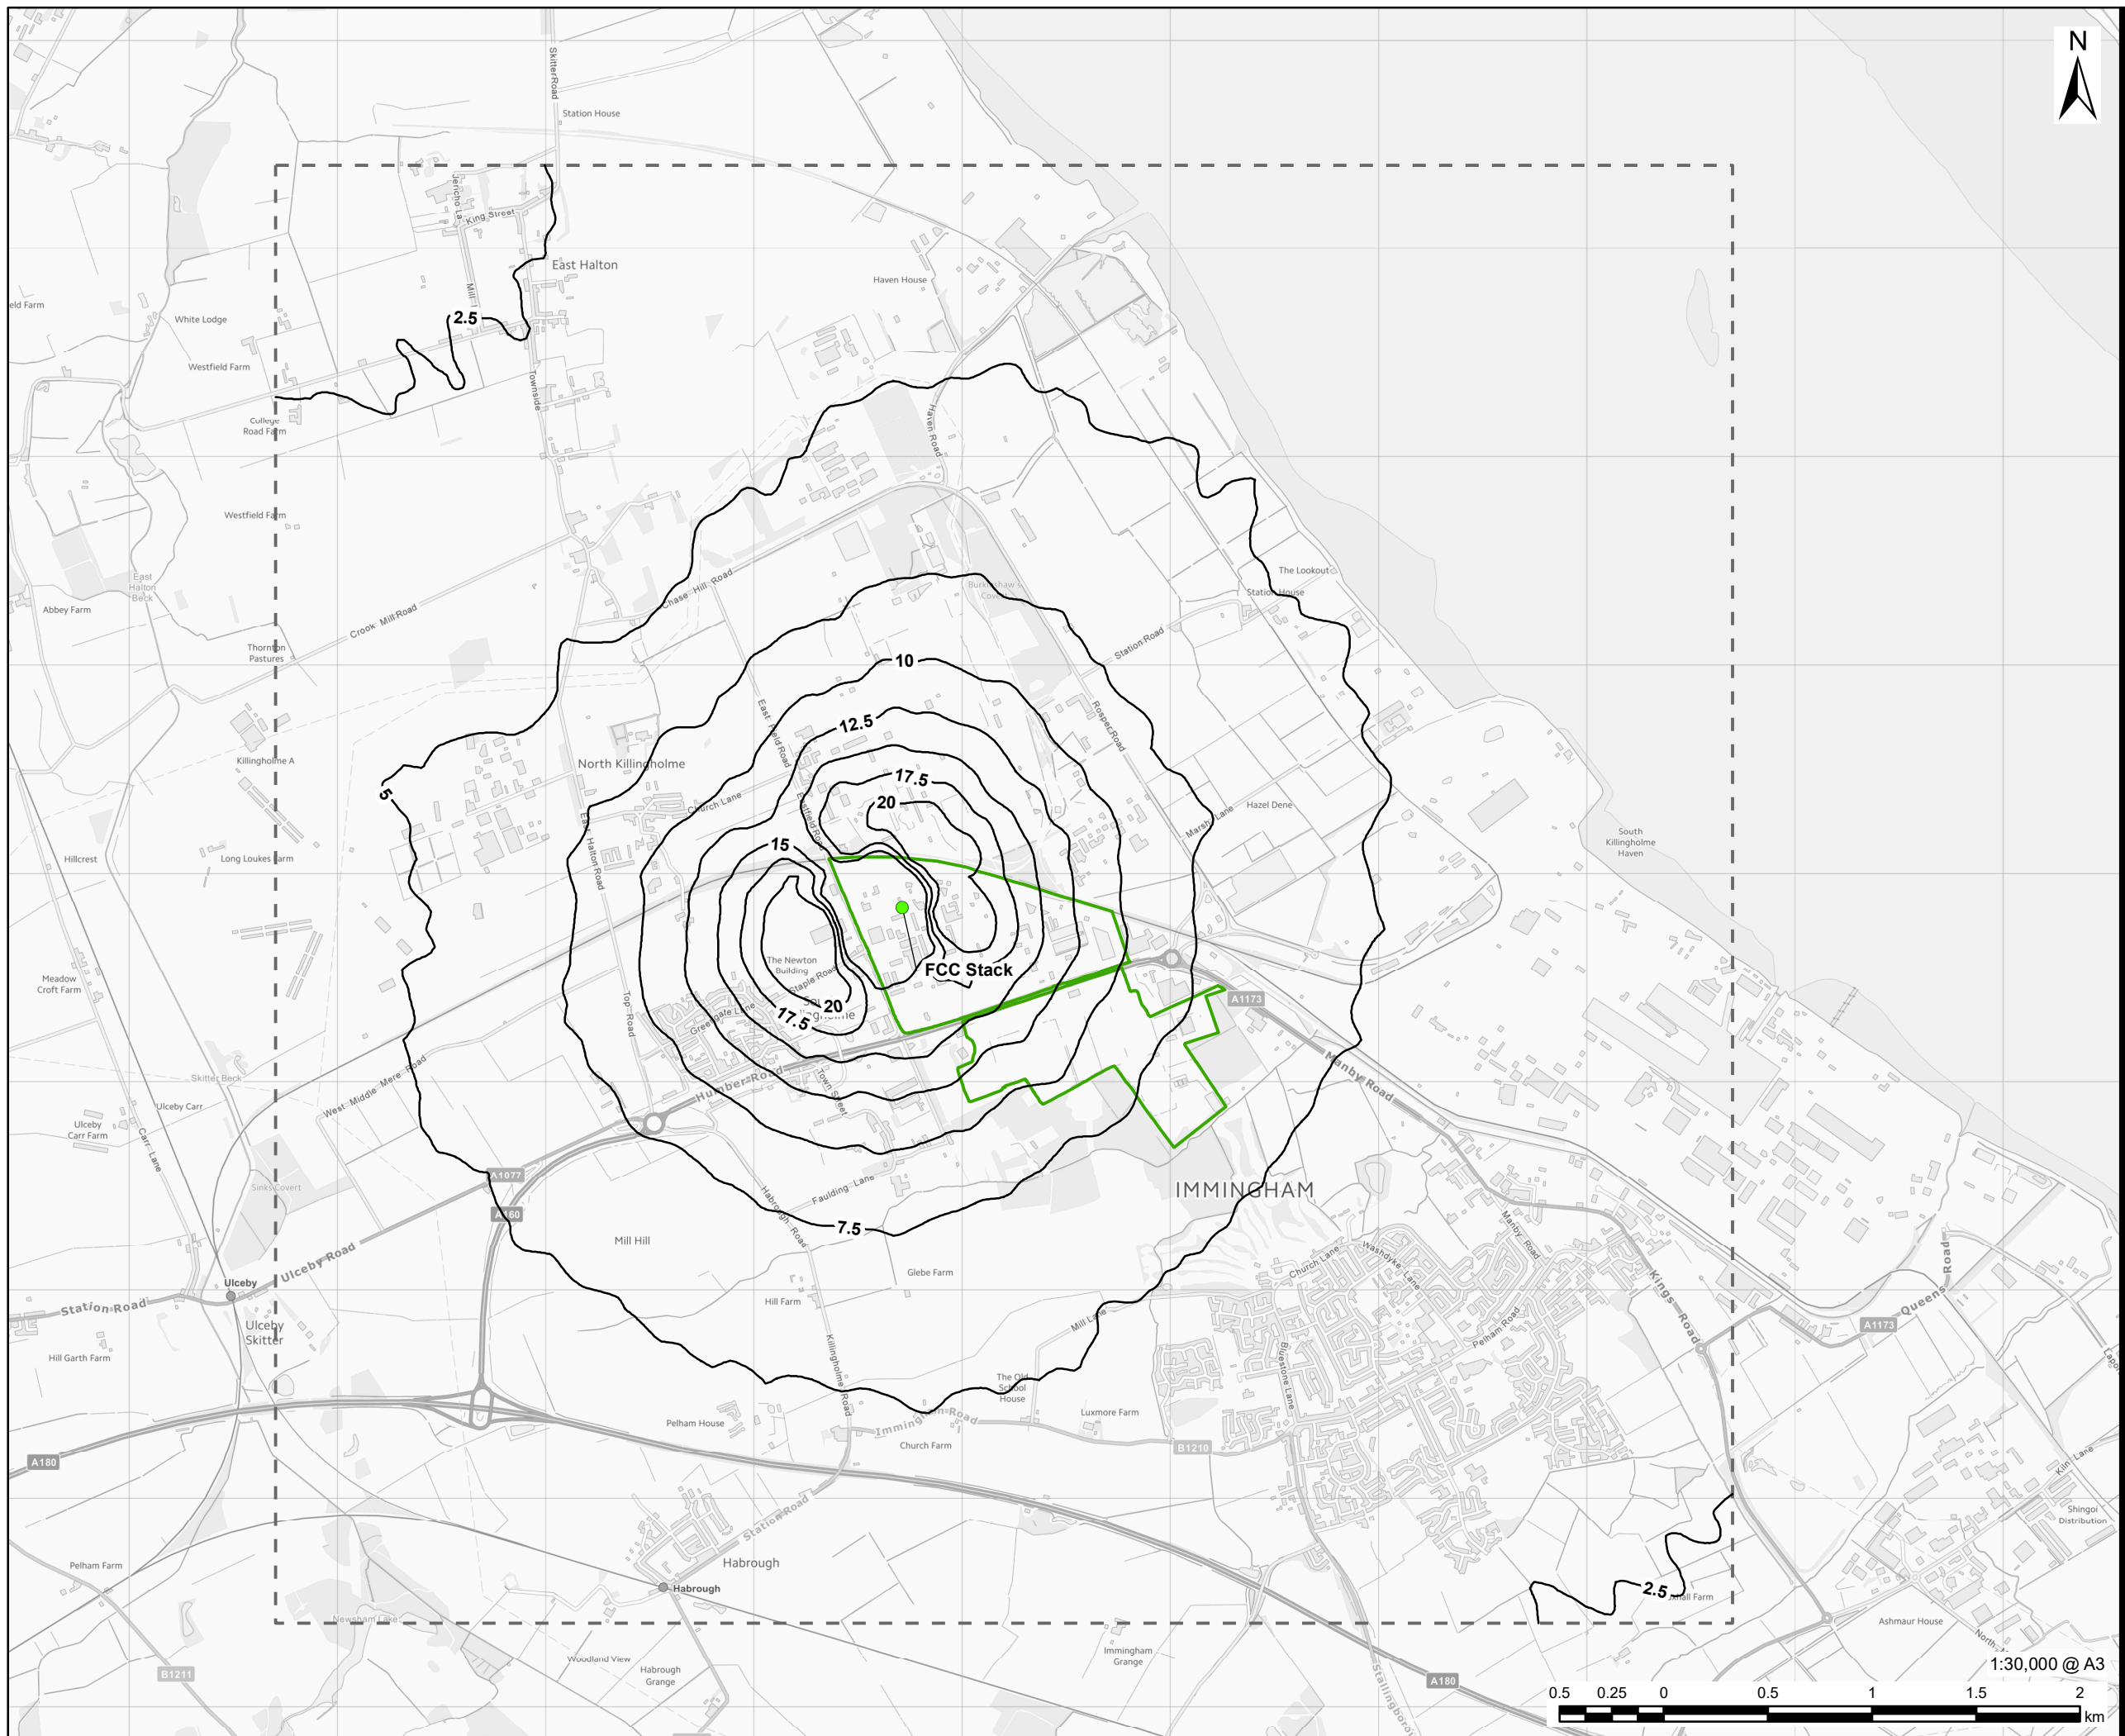 N
Skitter Road
Station House
Jericho La
King Street
East Halton
Haven House
eld Farm
White Lodge
Mill
2.5
Westfield Farm
Townside
College
Road Farm
Haven Road
Westfield Farm
The Lookout
East
Halton
Beck
Chase Hill Road
Station House
Abbey Farm
Crook Mill Road
Station Road
Thornton
Pastures
10
Rosper Road
East Field Road
12.5
Killingholme A
North Killingholme
17.5
5
20
Church Lane
Eastfield Road
Hazel Dene
Marsh Lane
East Halton Road
South
Killingholme
Haven
15
Hillcrest
Long Loukes Farm
The Newton
Building
FCC Stack
Meadow
Croft Farm
Staple Road
Top Road
20
A1173
Greengate Lane
17.5
Manby Road
Skitter Beck
West Middle Mere Road
Humber Road
Town Street
Ulceby Carr
Ulceby
Carr Farm
Carr Lane
A1077
Sinks Covert
Faulding Lane
IMMINGHAM
Habrough Road
A160
7.5
Manby Road
Mill Hill
Ulceby Road
Church Lane
Washdyke Lane
Glebe Farm
Ulceby
Kings Road
Queens Road
Station Road
Hill Farm
Mill Lane
Ulceby
Skitter
Pelham Road
A1173
Hill Garth Farm
Killingholme Road
Bluestone Lane
The Old
School
House
Luxmore Farm
Pelham House
Immingham Road
Church Farm
B1210
A180
Kiln Lane
Station Road
Shingoi
Distribution
Pelham Farm
Habrough
Habrough
2.5
Newsham Lake
Ashmaur House
Woodland View
Immingham
Grange
Habrough
Grange
B1211
A180
1:30,000 @ A3
0.5 0.25 0 0.5 1 1.5 2
km